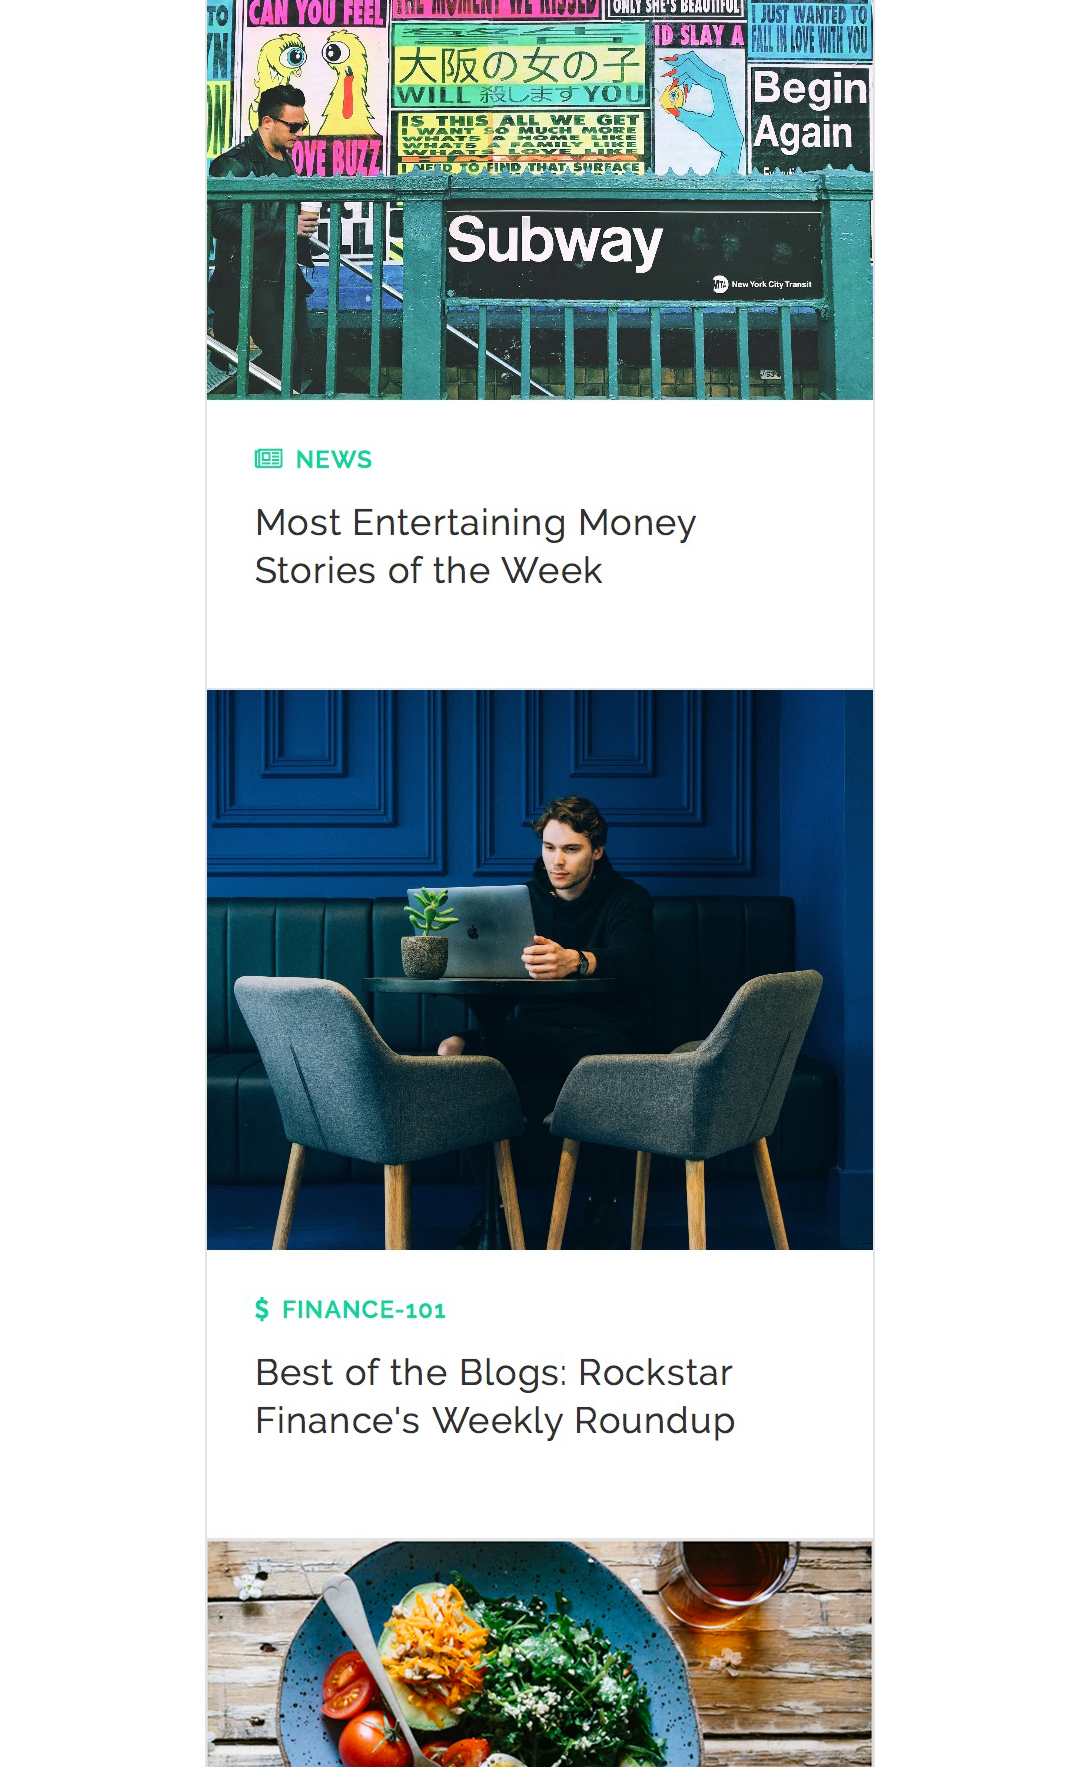 CAN YOU FEEL
THE MOMENT WE KISSED
ONLY SHE'S BEAUTIFUL
I JUST WANTED TO
FALL IN LOVE WITH YOU
TO
ID SLAY A
大阪の女の子
WILL 殺します YOU
Begin
Again
IS THIS ALL WE GET
I WANT SO MUCH MORE
WHATS A HOME LIKE
WHATS A FAMILY LIKE
WHATS LOVE LIKE
I NEED TO FIND THAT SURFACE
OVE BUZZ
Subway
MTA New York City Transit
NEWS
Most Entertaining Money
Stories of the Week
$ FINANCE-101
Best of the Blogs: Rockstar
Finance's Weekly Roundup